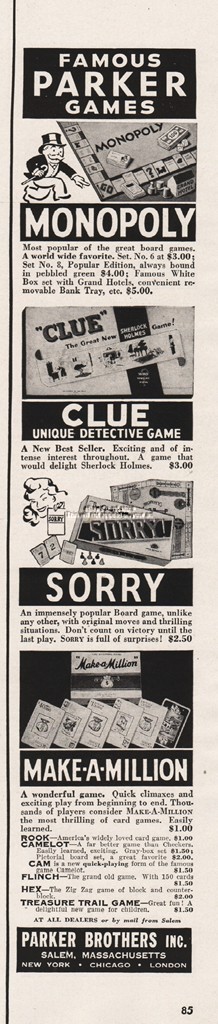 FAMOUS
PARKER
GAMES
MONOPOLY
MONOPOLY
Most popular of the great board games.
A world wide favorite. Set. No. 6 at $3.00;
Set No. 8, Popular Edition, always bound
in pebbled green $4.00; Famous White
Box set with Grand Hotels, convenient re-
movable Bank Tray, etc. $5.00.
"CLUE"
The Great New SHERLOCK HOLMES Game!
CLUE
UNIQUE DETECTIVE GAME
A New Best Seller. Exciting and of in-
tense interest throughout. A game that
would delight Sherlock Holmes. $3.00
SORRY
SORRY!
SORRY
An immensely popular Board game, unlike
any other, with original moves and thrilling
situations. Don't count on victory until the
last play. SORRY is full of surprises! $2.50
Make-a-Million
MAKE-A-MILLION
A wonderful game. Quick climaxes and
exciting play from beginning to end. Thou-
sands of players consider MAKE-A-MILLION
the most thrilling of card games. Easily
learned. $1.00
ROOK—America's widely loved card game. $1.00
CAMELOT—A far better game than Checkers.
Easily learned, exciting. Gray-box set $1.50;
Pictorial board set, a great favorite $2.00.
CAM is a new quick-playing form of the famous
game Camelot. $1.50
FLINCH—The grand old game. With 150 cards
$1.50
HEX—The Zig Zag game of block and counter-
block. $2.00
TREASURE TRAIL GAME—Great fun! A
delightful new game for children. $1.50
AT ALL DEALERS or by mail from Salem
PARKER BROTHERS INC.
SALEM, MASSACHUSETTS
NEW YORK • CHICAGO • LONDON
85